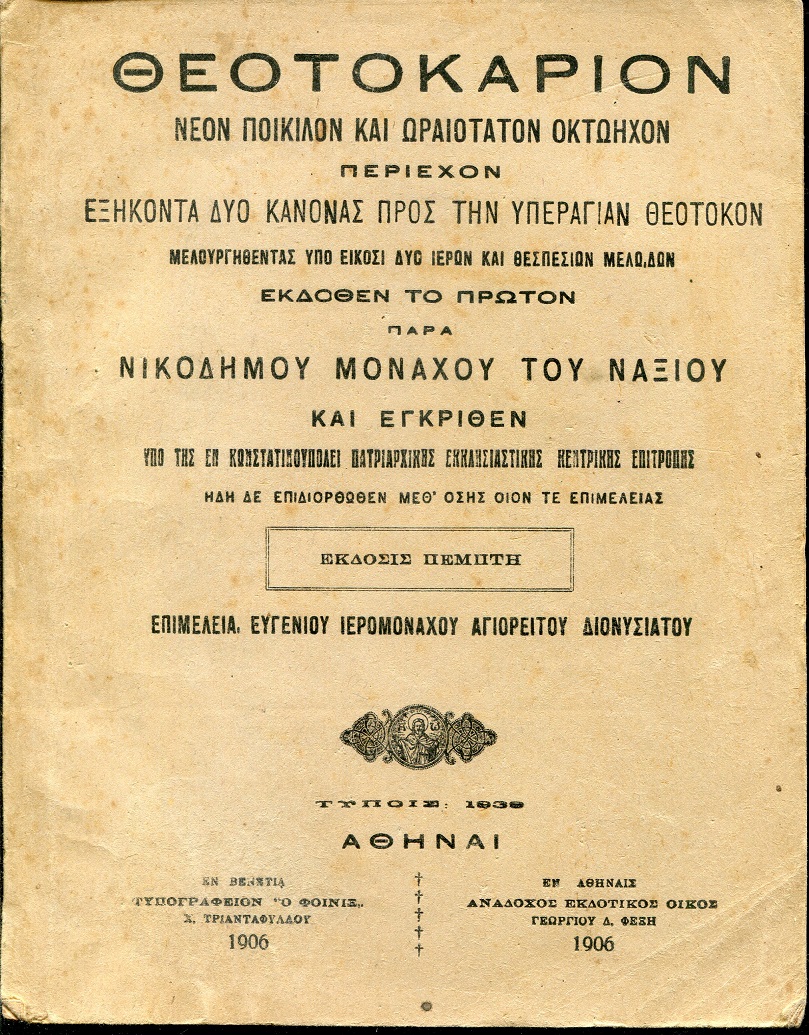 ΘΕΟΤΟΚΑΡΙΟΝ
ΝΕΟΝ ΠΟΙΚΙΛΟΝ ΚΑΙ ΩΡΑΙΟΤΑΤΟΝ ΟΚΤΩΗΧΟΝ
ΠΕΡΙΕΧΟΝ
ΕΞΗΚΟΝΤΑ ΔΥΟ ΚΑΝΟΝΑΣ ΠΡΟΣ ΤΗΝ ΥΠΕΡΑΓΙΑΝ ΘΕΟΤΟΚΟΝ
ΜΕΛΟΥΡΓΗΘΕΝΤΑΣ ΥΠΟ ΕΙΚΟΣΙ ΔΥΟ ΙΕΡΩΝ ΚΑΙ ΘΕΣΠΕΣΙΩΝ ΜΕΛΩ,ΔΩΝ
ΕΚΔΟΘΕΝ ΤΟ ΠΡΩΤΟΝ
ΠΑΡΑ
ΝΙΚΟΔΗΜΟΥ ΜΟΝΑΧΟΥ ΤΟΥ ΝΑΞΙΟΥ
ΚΑΙ ΕΓΚΡΙΘΕΝ
ΥΠΟ ΤΗΣ ΕΝ ΚΩΝΣΤΑΤΙΝΟΥΠΟΛΕΙ ΠΑΤΡΙΑΡΧΙΚΗΣ ΕΚΚΛΗΣΙΑΣΤΙΚΗΣ ΚΕΝΤΡΙΚΗΣ ΕΠΙΤΡΟΠΗΣ
ΗΔΗ ΔΕ ΕΠΙΔΙΟΡΘΩΘΕΝ ΜΕΘ' ΟΣΗΣ ΟΙΟΝ ΤΕ ΕΠΙΜΕΛΕΙΑΣ
ΕΚΔΟΣΙΣ ΠΕΜΠΤΗ
ΕΠΙΜΕΛΕΙΑ. ΕΥΓΕΝΙΟΥ ΙΕΡΟΜΟΝΑΧΟΥ ΑΓΙΟΡΕΙΤΟΥ ΔΙΟΝΥΣΙΑΤΟΥ
ΤΥΠΟΙΣ:
ΑΘΗΝΑΙ
ΕΝ ΒΕΝΕΤΙᾼ
ΤΥΠΟΓΡΑΦΕΙΟΝ "Ο ΦΟΙΝΙΞ,,
Χ. ΤΡΙΑΝΤΑΦΥΛΛΟΥ
1906
ΕΝ ΑΘΗΝΑΙΣ
ΑΝΑΔΟΧΟΣ ΕΚΔΟΤΙΚΟΣ ΟΙΚΟΣ
ΓΕΩΡΓΙΟΥ Δ. ΦΕΞΗ
1906